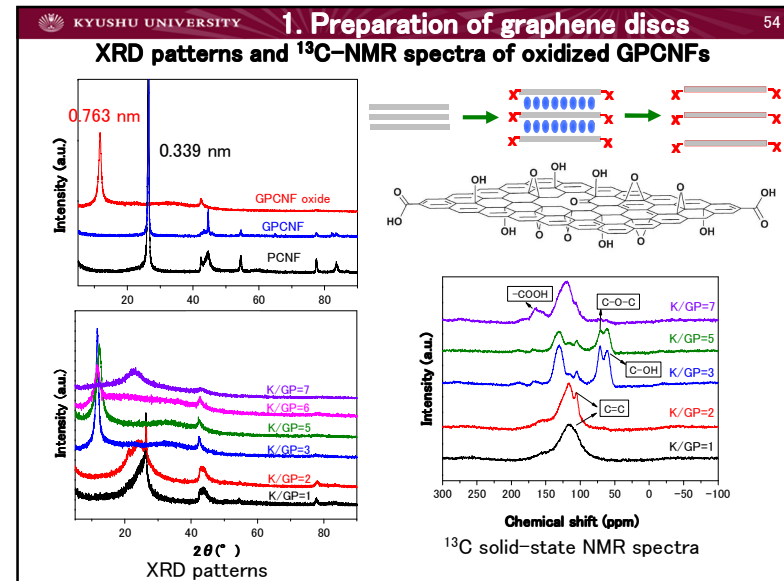 KYUSHU UNIVERSITY
1. Preparation of graphene discs
54
XRD patterns and ¹³C-NMR spectra of oxidized GPCNFs
0.763 nm
0.339 nm
GPCNF oxide
GPCNF
PCNF
Intensity (a.u.)
20 40 60 80
K/GP=7
K/GP=6
K/GP=5
K/GP=3
K/GP=2
K/GP=1
Intensity (a.u.)
20 40 60 80
2θ(°)
XRD patterns
X X X X
X X X X
X X X X
OH OH O O OH O
O HO O OH
OH O O O OH
-COOH
C-O-C
C-OH
C=C
K/GP=7
K/GP=5
K/GP=3
K/GP=2
K/GP=1
Intensity (a.u.)
300 250 200 150 100 50 0 -50 -100
Chemical shift (ppm)
¹³C solid-state NMR spectra